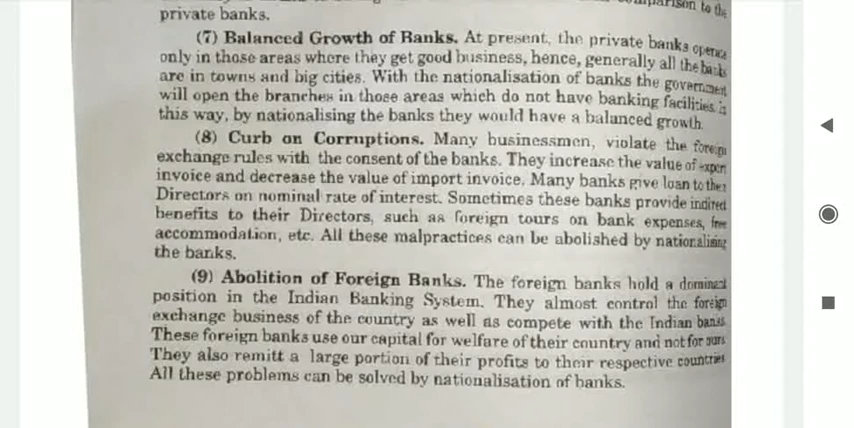 comparison to the
private banks.
(7) Balanced Growth of Banks. At present, the private banks operate
only in those areas where they get good business, hence, generally all the banks
are in towns and big cities. With the nationalisation of banks the government
will open the branches in those areas which do not have banking facilities, in
this way, by nationalising the banks they would have a balanced growth.
(8) Curb on Corruptions. Many businessmen, violate the foreign
exchange rules with the consent of the banks. They increase the value of export
invoice and decrease the value of import invoice. Many banks give loan to their
Directors on nominal rate of interest. Sometimes these banks provide indirect
benefits to their Directors, such as foreign tours on bank expenses, free
accommodation, etc. All these malpractices can be abolished by nationalising
the banks.
(9) Abolition of Foreign Banks. The foreign banks hold a dominant
position in the Indian Banking System. They almost control the foreign
exchange business of the country as well as compete with the Indian banks.
These foreign banks use our capital for welfare of their country and not for ours.
They also remitt a large portion of their profits to their respective countries
All these problems can be solved by nationalisation of banks.